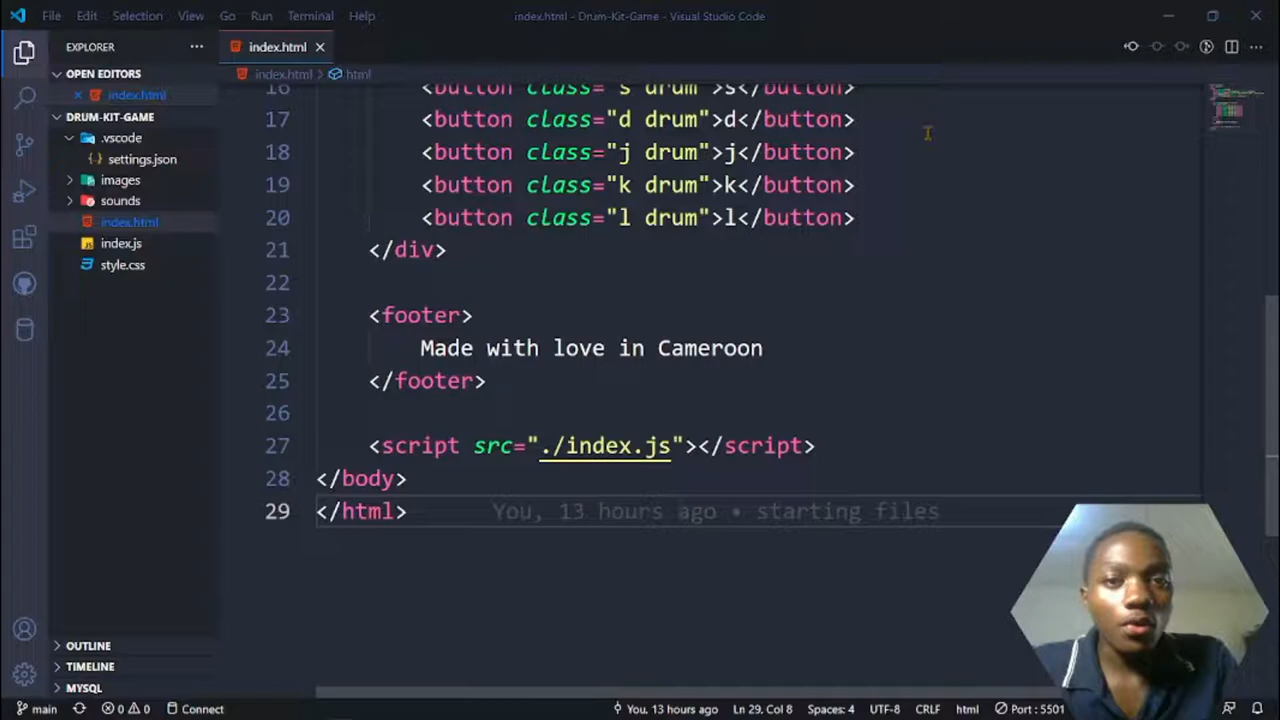 File Edit Selection View Go Run Terminal Help index.html - Drum-Kit-Game - Visual Studio Code
EXPLORER
OPEN EDITORS
index.html
DRUM-KIT-GAME
.vscode
settings.json
images
sounds
index.html
index.js
style.css
OUTLINE
TIMELINE
MYSQL
index.html
index.html > html
16 <button class="s drum">s</button>
17 <button class="d drum">d</button>
18 <button class="j drum">j</button>
19 <button class="k drum">k</button>
20 <button class="l drum">l</button>
21 </div>
22
23 <footer>
24 Made with love in Cameroon
25 </footer>
26
27 <script src="./index.js"></script>
28 </body>
29 </html> You, 13 hours ago • starting files
main 0 0 Connect You, 13 hours ago Ln 29, Col 8 Spaces: 4 UTF-8 CRLF html Port : 5501